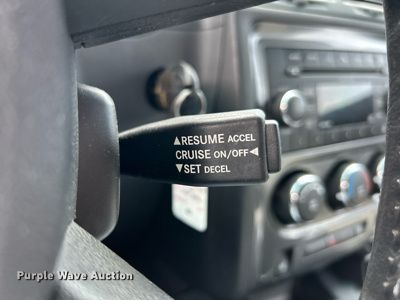 ▲RESUME ACCEL
CRUISE ON/OFF◀
▼SET DECEL
Purple Wave Auction